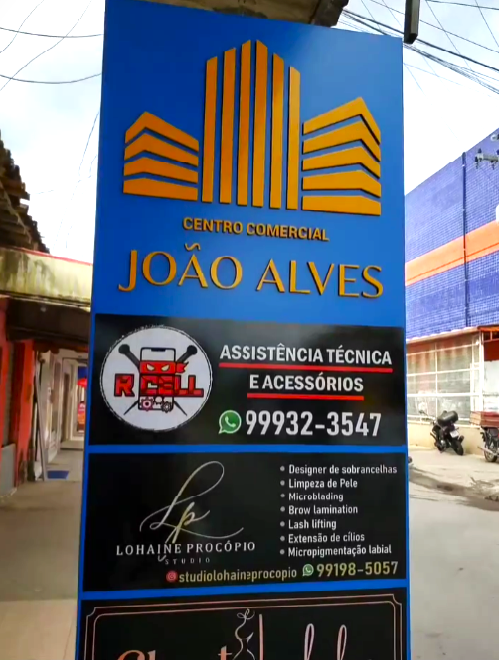 CENTRO COMERCIAL
JOÃO ALVES
R CELL
ASSISTÊNCIA TÉCNICA
E ACESSÓRIOS
99932-3547
Lp
LOHAINE PROCÓPIO
STUDIO
• Designer de sobrancelhas
• Limpeza de Pele
• Microblading
• Brow lamination
• Lash lifting
• Extensão de cílios
• Micropigmentação labial
studiolohaineprocopio 99198-5057